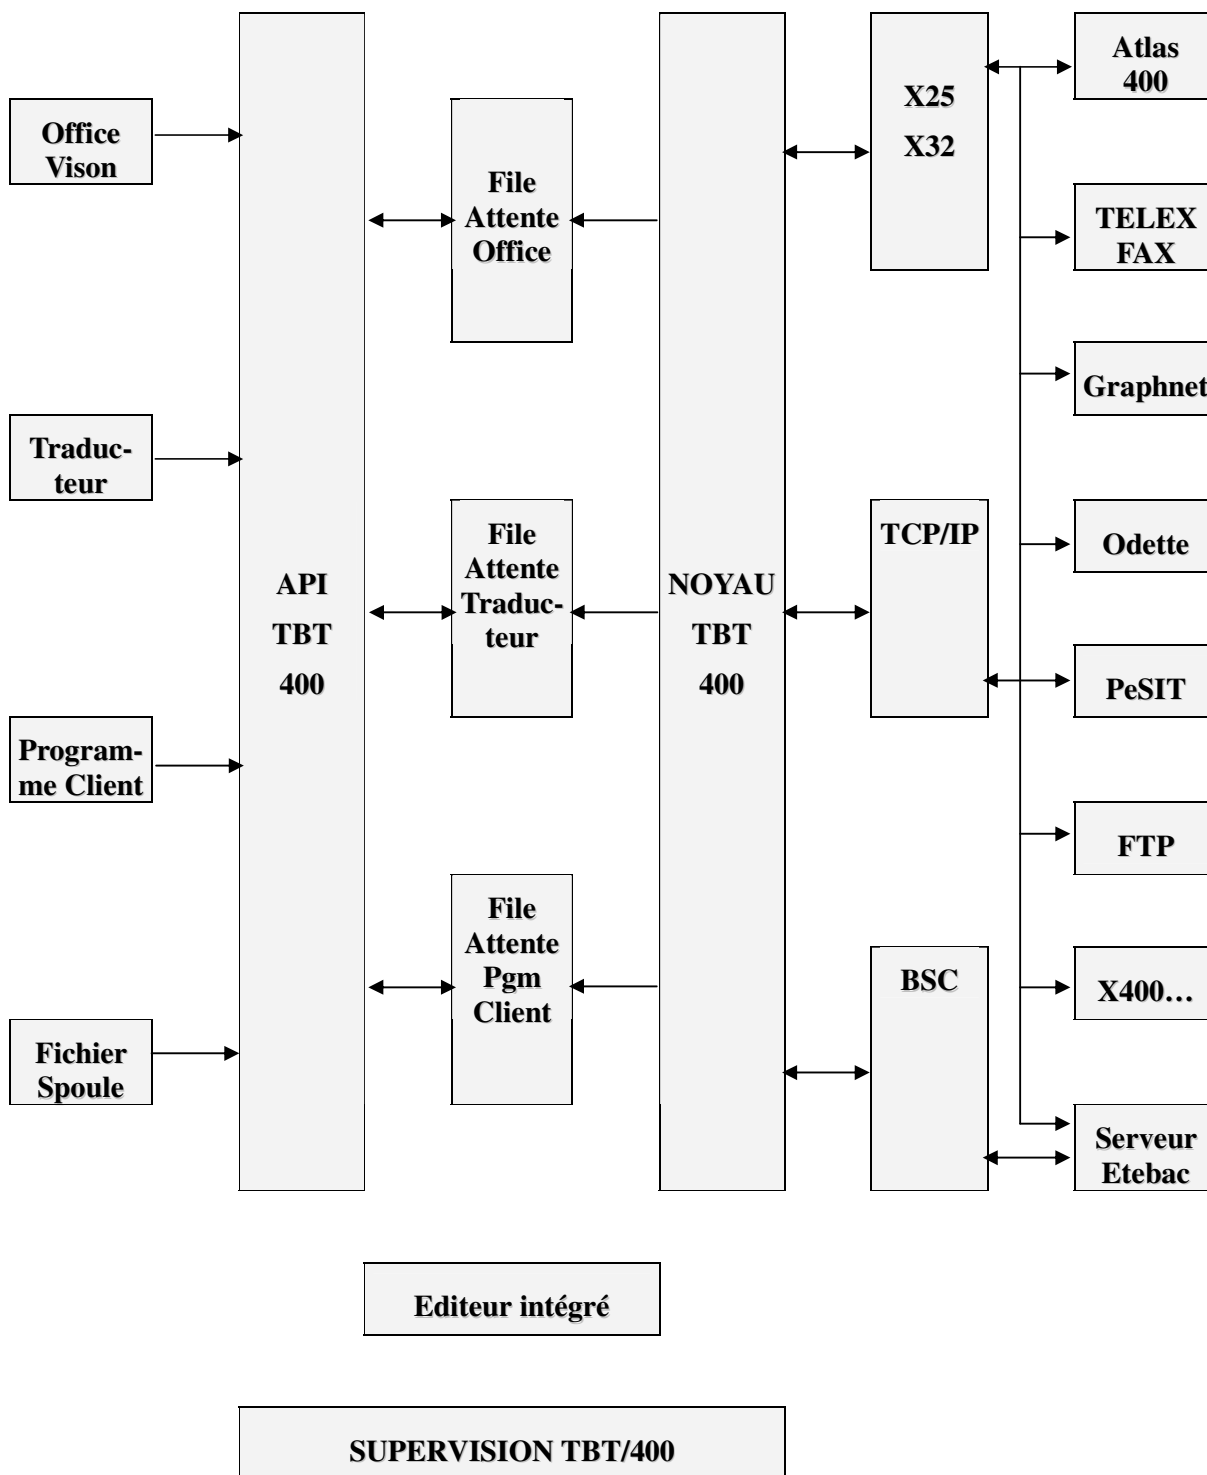 Office
Vison
Traduc-
teur
Program-
me Client
Fichier
Spoule
API
TBT
400
File
Attente
Office
File
Attente
Traduc-
teur
File
Attente
Pgm
Client
NOYAU
TBT
400
X25
X32
TCP/IP
BSC
Atlas
400
TELEX
FAX
Graphnet
Odette
PeSIT
FTP
X400…
Serveur
Etebac
Editeur intégré
SUPERVISION TBT/400